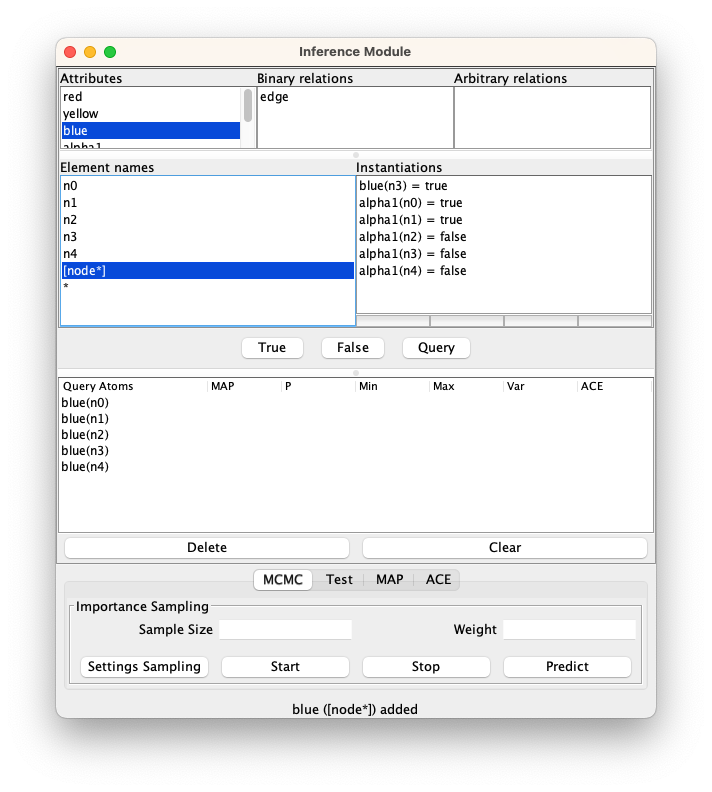 Inference Module
Attributes Binary relations Arbitrary relations
red edge
yellow
blue
alpha1
Element names Instantiations
n0 blue(n3) = true
n1 alpha1(n0) = true
n2 alpha1(n1) = true
n3 alpha1(n2) = false
n4 alpha1(n3) = false
[node*] alpha1(n4) = false
*
True False Query
Query Atoms MAP P Min Max Var ACE
blue(n0)
blue(n1)
blue(n2)
blue(n3)
blue(n4)
Delete Clear
MCMC Test MAP ACE
Importance Sampling
Sample Size Weight
Settings Sampling Start Stop Predict
blue ([node*]) added